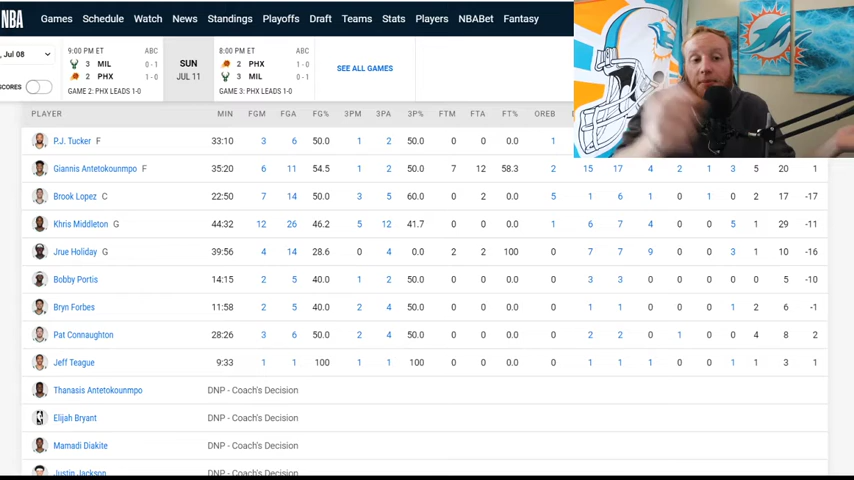 NBA Games Schedule Watch News Standings Playoffs Draft Teams Stats Players NBABet Fantasy
, Jul 08
SCORES
9:00 PM ET ABC
3 MIL 0-1
2 PHX 1-0
GAME 2: PHX LEADS 1-0
SUN
JUL 11
8:00 PM ET ABC
2 PHX 1-0
3 MIL 0-1
GAME 3: PHX LEADS 1-0
SEE ALL GAMES
PLAYER MIN FGM FGA FG% 3PM 3PA 3P% FTM FTA FT% OREB
P.J. Tucker F 33:10 3 6 50.0 1 2 50.0 0 0 0.0 1
Giannis Antetokounmpo F 35:20 6 11 54.5 1 2 50.0 7 12 58.3 2 15 17 4 2 1 3 5 20 1
Brook Lopez C 22:50 7 14 50.0 3 5 60.0 0 2 0.0 5 1 6 1 0 1 0 2 17 -17
Khris Middleton G 44:32 12 26 46.2 5 12 41.7 0 0 0.0 1 6 7 4 0 0 5 1 29 -11
Jrue Holiday G 39:56 4 14 28.6 0 4 0.0 2 2 100 0 7 7 9 0 0 3 1 10 -16
Bobby Portis 14:15 2 5 40.0 1 2 50.0 0 0 0.0 0 3 3 0 0 0 0 0 5 -10
Bryn Forbes 11:58 2 5 40.0 2 4 50.0 0 0 0.0 0 1 1 0 0 0 1 2 6 -1
Pat Connaughton 28:26 3 6 50.0 2 4 50.0 0 0 0.0 0 2 2 0 1 0 0 4 8 2
Jeff Teague 9:33 1 1 100 1 1 100 0 0 0.0 0 1 1 1 0 0 1 1 3 1
Thanasis Antetokounmpo DNP - Coach's Decision
Elijah Bryant DNP - Coach's Decision
Mamadi Diakite DNP - Coach's Decision
Justin Jackson DNP - Coach's Decision